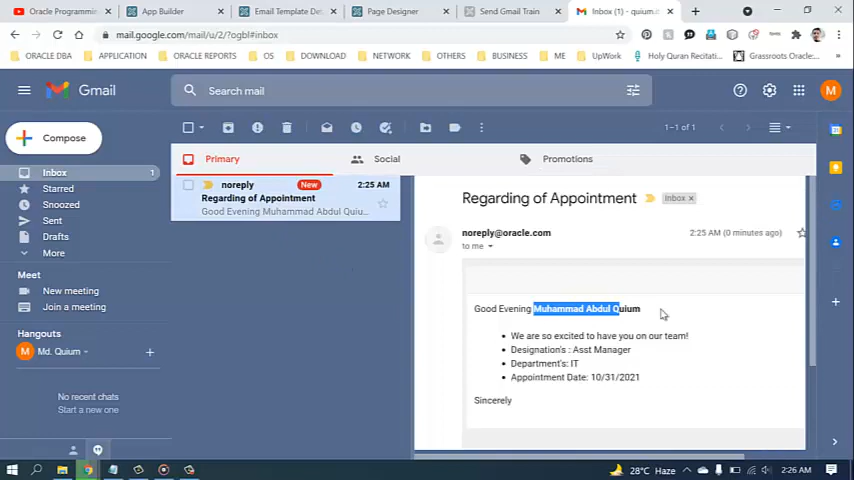 Oracle Programmin
App Builder
Email Template Det
Page Designer
Send Gmail Train
Inbox (1) - quium.m
mail.google.com/mail/u/2/?ogbl#inbox
ORACLE DBA
APPLICATION
ORACLE REPORTS
OS
DOWNLOAD
NETWORK
OTHERS
BUSINESS
ME
UpWork
Holy Quran Recitati...
Grassroots Oracle:...
Gmail
Search mail
M
Compose
1–1 of 1
Inbox 1
Starred
Snoozed
Sent
Drafts
More
Meet
New meeting
Join a meeting
Hangouts
M Md. Quium
No recent chats
Start a new one
Primary
Social
Promotions
noreply New 2:25 AM
Regarding of Appointment
Good Evening Muhammad Abdul Quiu...
Regarding of Appointment Inbox x
noreply@oracle.com 2:25 AM (0 minutes ago)
to me
Good Evening Muhammad Abdul Quium
• We are so excited to have you on our team!
• Designation's : Asst Manager
• Department's: IT
• Appointment Date: 10/31/2021
Sincerely
28°C Haze
2:26 AM